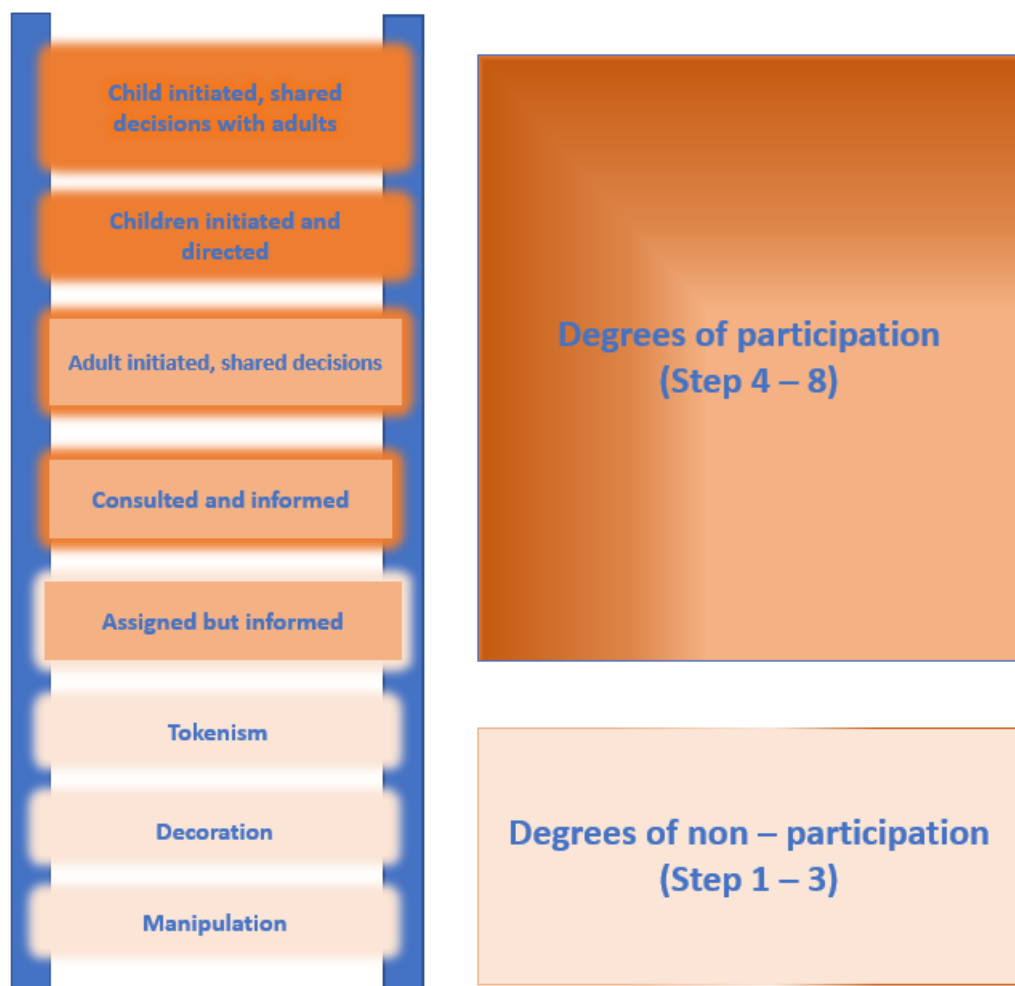 Child initiated, shared
decisions with adults
Children initiated and
directed
Adult initiated, shared decisions
Consulted and informed
Assigned but informed
Tokenism
Decoration
Manipulation
Degrees of participation
(Step 4 – 8)
Degrees of non – participation
(Step 1 – 3)